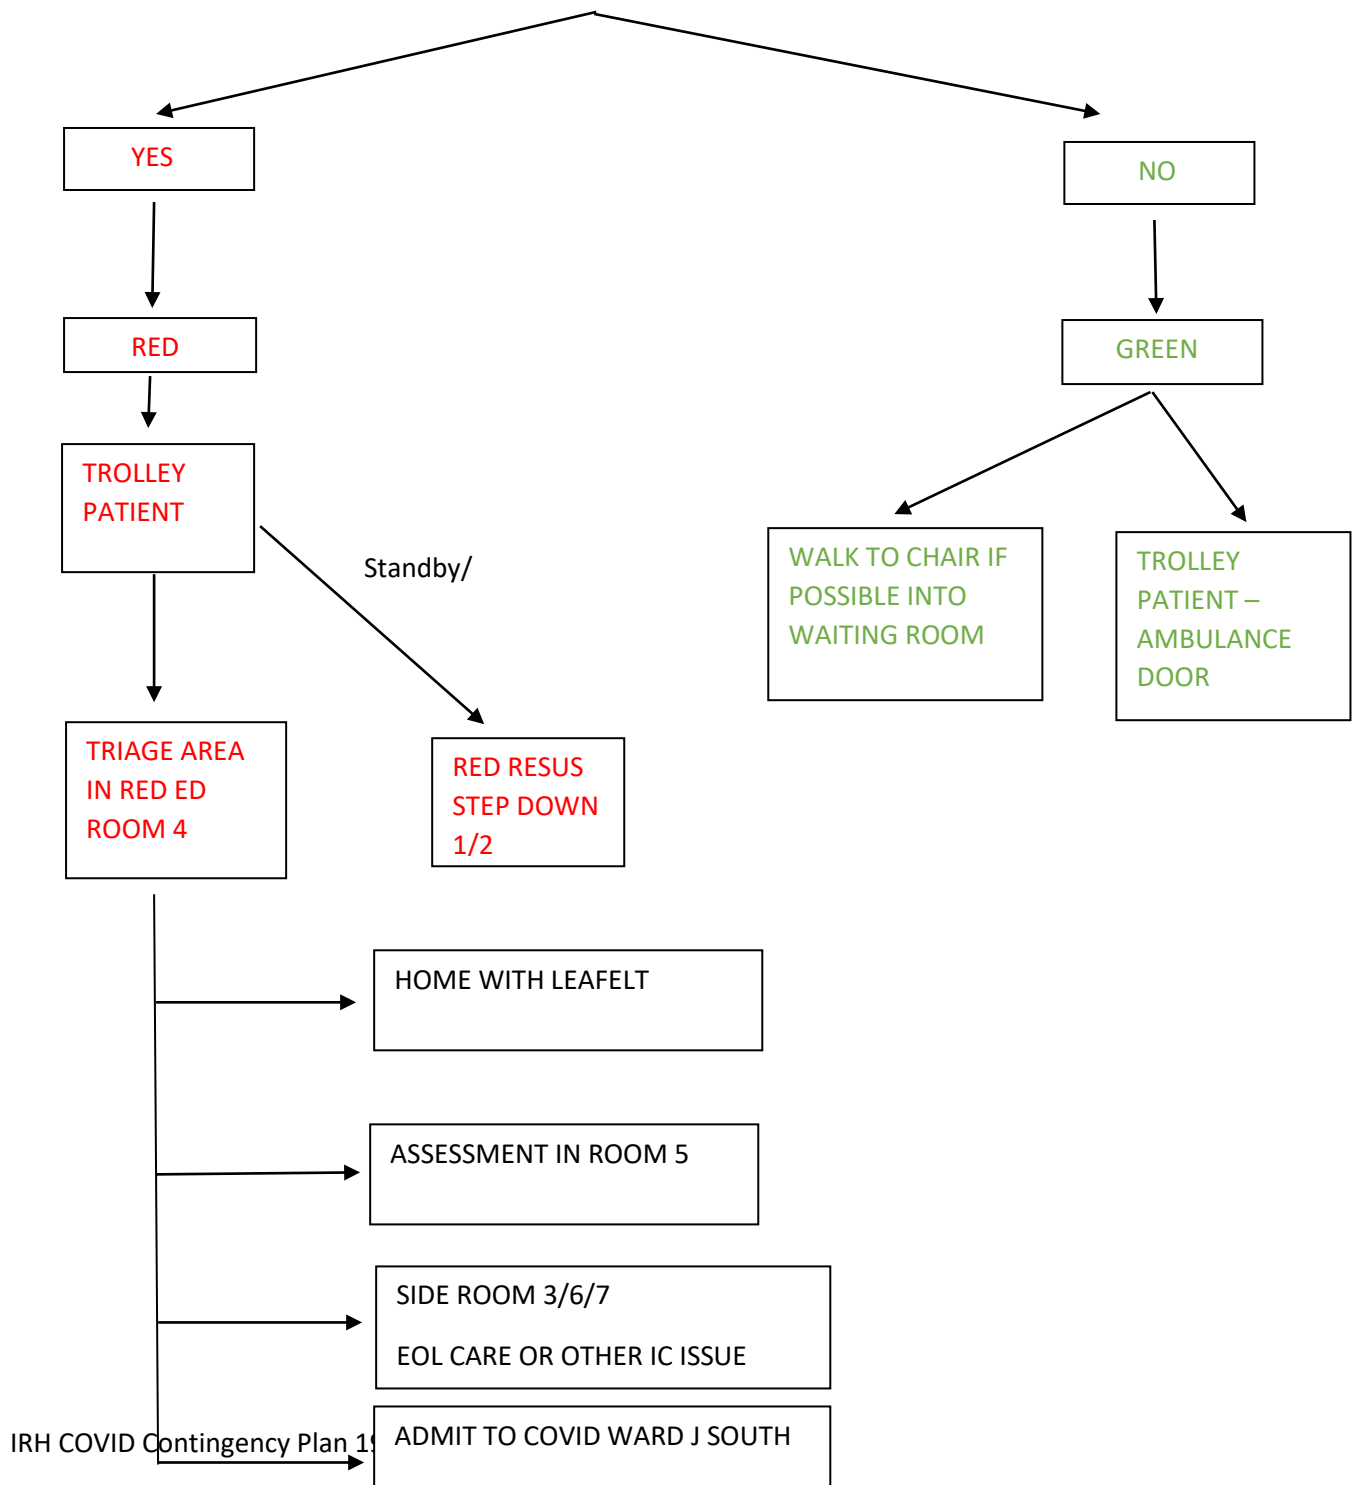 YES
NO
RED
GREEN
TROLLEY
PATIENT
Standby/
WALK TO CHAIR IF
POSSIBLE INTO
WAITING ROOM
TROLLEY
PATIENT –
AMBULANCE
DOOR
TRIAGE AREA
IN RED ED
ROOM 4
RED RESUS
STEP DOWN
1/2
HOME WITH LEAFELT
ASSESSMENT IN ROOM 5
SIDE ROOM 3/6/7
EOL CARE OR OTHER IC ISSUE
ADMIT TO COVID WARD J SOUTH
IRH COVID Contingency Plan